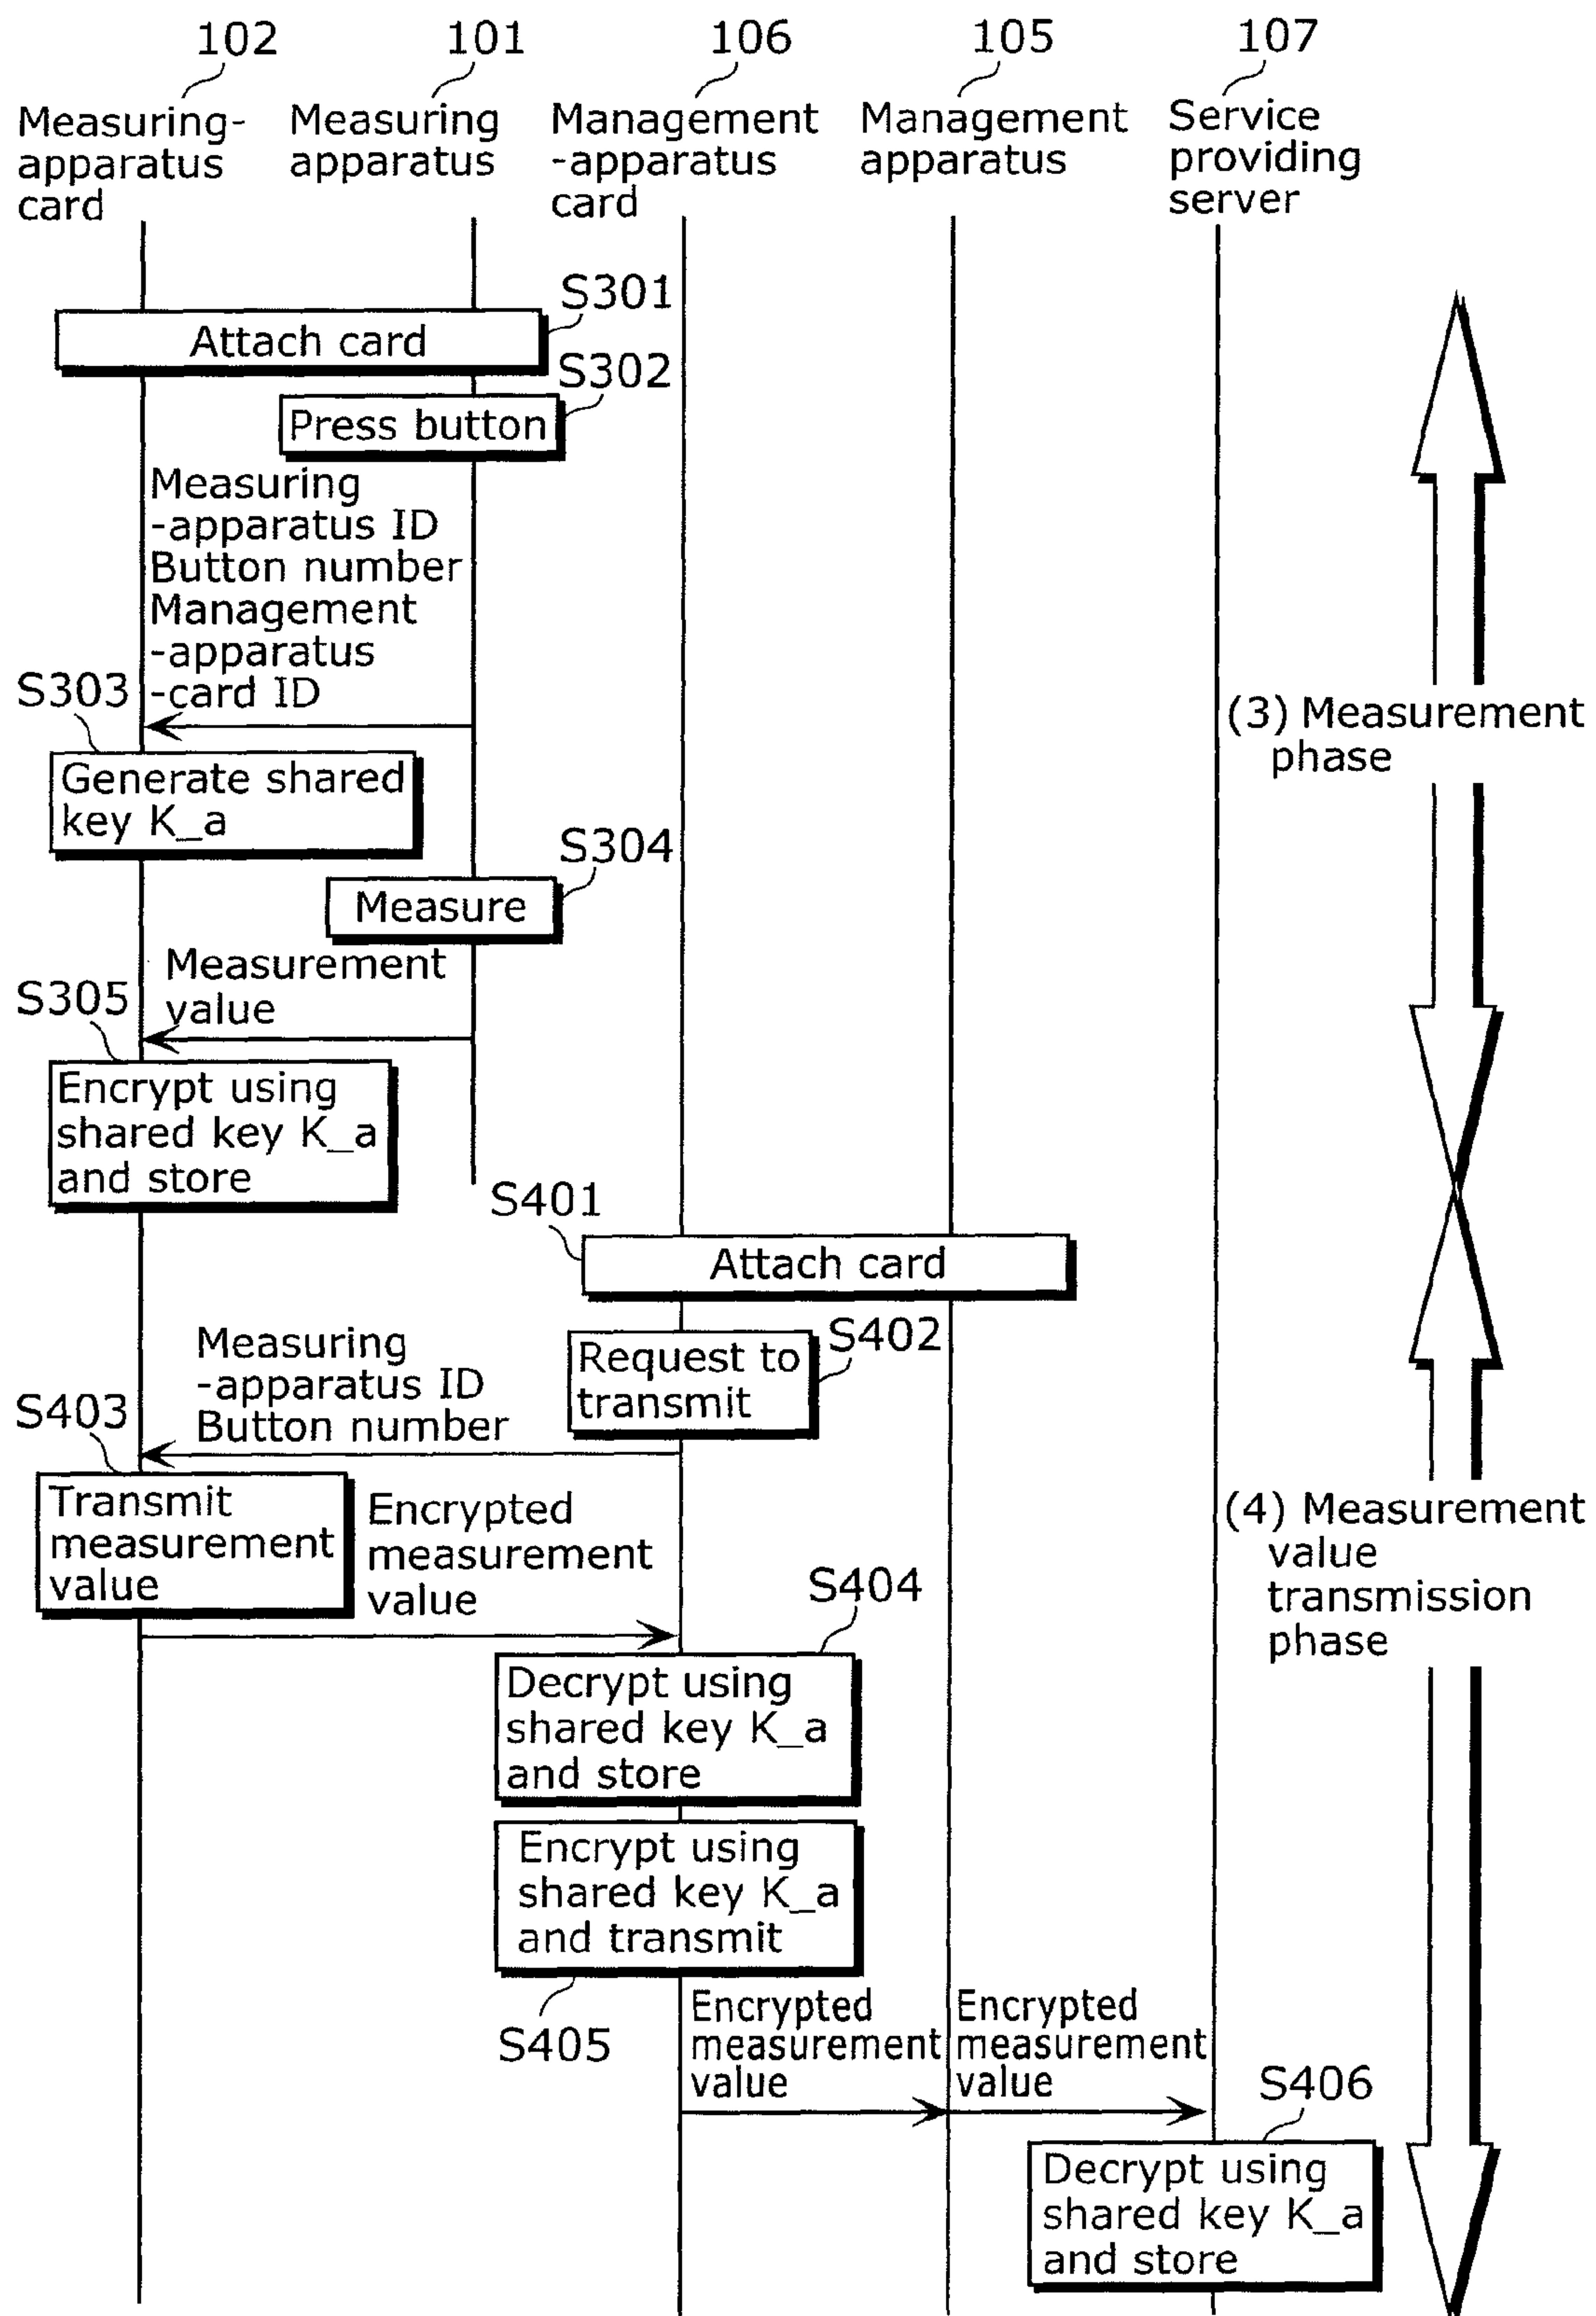 102
101
106
105
107
Measuring-
apparatus
card
Measuring
apparatus
Management
-apparatus
card
Management
apparatus
Service
providing
server
S301
Attach card
S302
Press button
Measuring
-apparatus ID
Button number
Management
-apparatus
-card ID
S303
(3) Measurement
phase
Generate shared
key K_a
S304
Measure
Measurement
value
S305
Encrypt using
shared key K_a
and store
S401
Attach card
S402
Request to
transmit
Measuring
-apparatus ID
Button number
S403
Transmit
measurement
value
Encrypted
measurement
value
(4) Measurement
value
transmission
phase
S404
Decrypt using
shared key K_a
and store
Encrypt using
shared key K_a
and transmit
S405
Encrypted
measurement
value
Encrypted
measurement
value
S406
Decrypt using
shared key K_a
and store